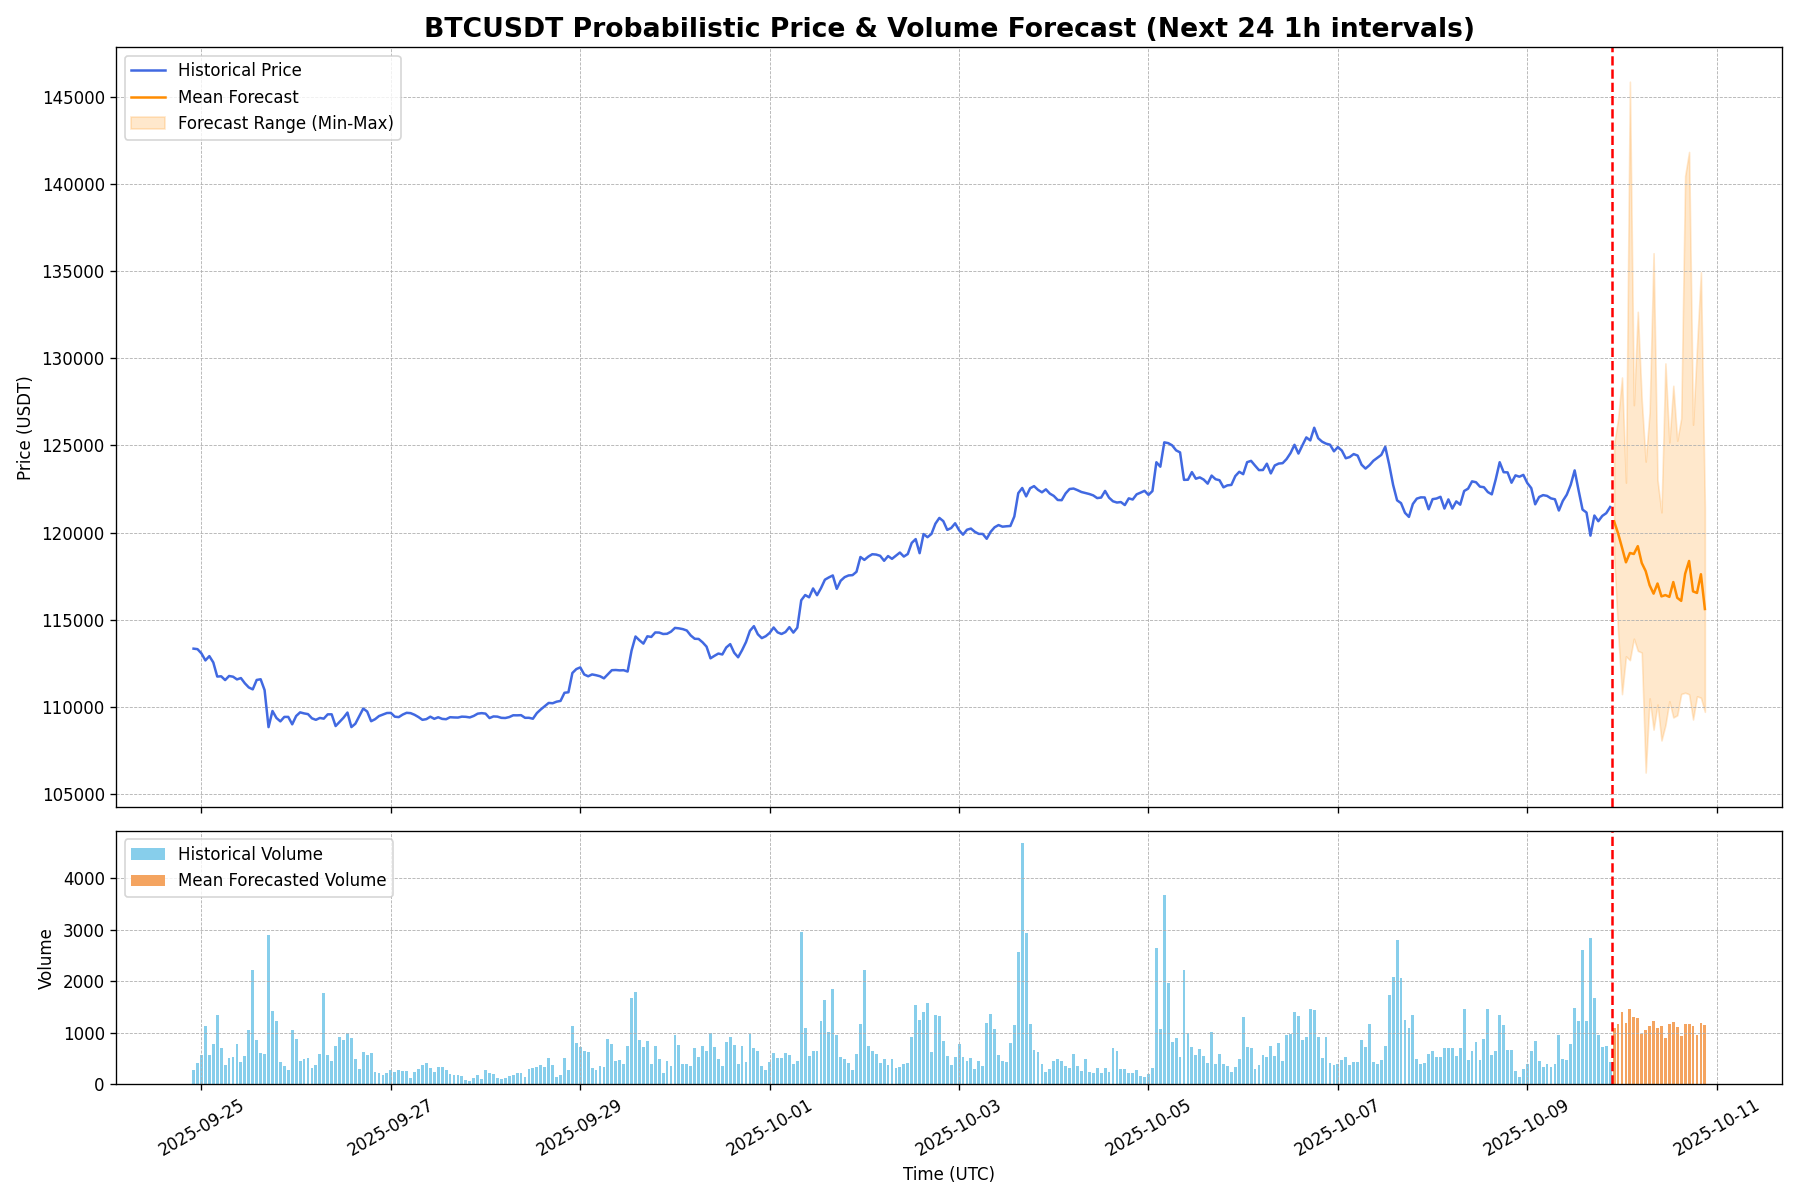 BTCUSDT Probabilistic Price & Volume Forecast (Next 24 1h intervals)
Historical Price
Mean Forecast
Forecast Range (Min-Max)
Price (USDT)
145000
140000
135000
130000
125000
120000
115000
110000
105000
Historical Volume
Mean Forecasted Volume
Volume
4000
3000
2000
1000
0
2025-09-25
2025-09-27
2025-09-29
2025-10-01
2025-10-03
2025-10-05
2025-10-07
2025-10-09
2025-10-11
Time (UTC)